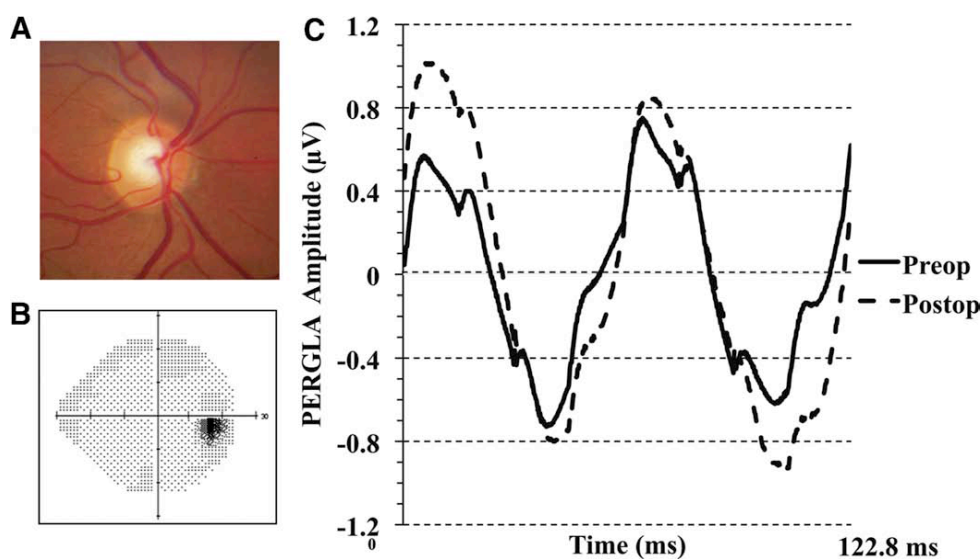 A
B
30
C
PERGLA Amplitude (μV)
1.2
0.8
0.4
0
-0.4
-0.8
-1.2
0
Time (ms)
122.8 ms
Preop
Postop